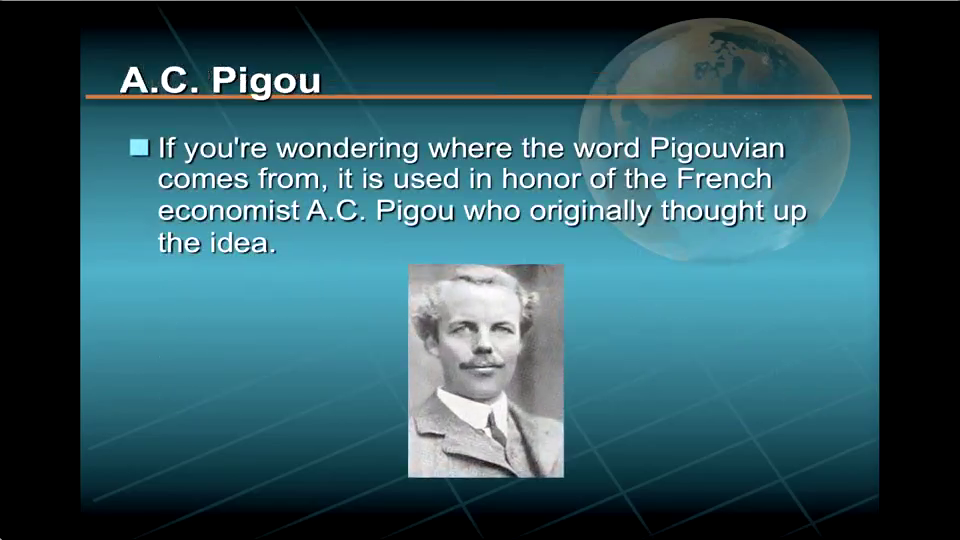 A.C. Pigou
If you're wondering where the word Pigouvian
comes from, it is used in honor of the French
economist A.C. Pigou who originally thought up
the idea.